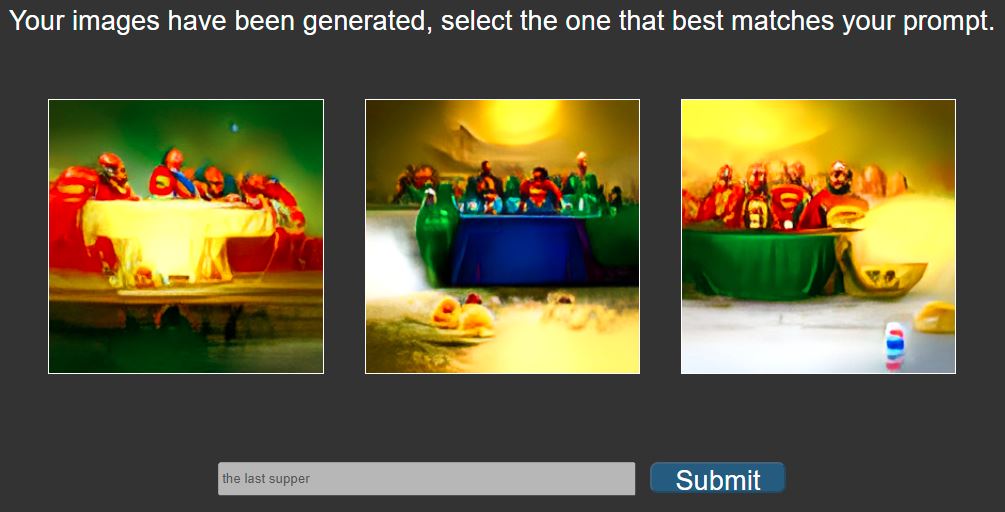 Your images have been generated, select the one that best matches your prompt.
the last supper
Submit